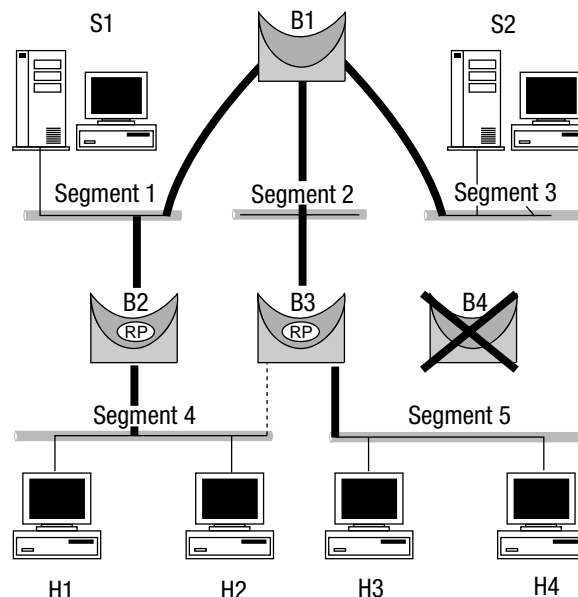 S1
B1
S2
Segment 1
Segment 2
Segment 3
B2
B3
B4
RP
RP
Segment 4
Segment 5
H1
H2
H3
H4